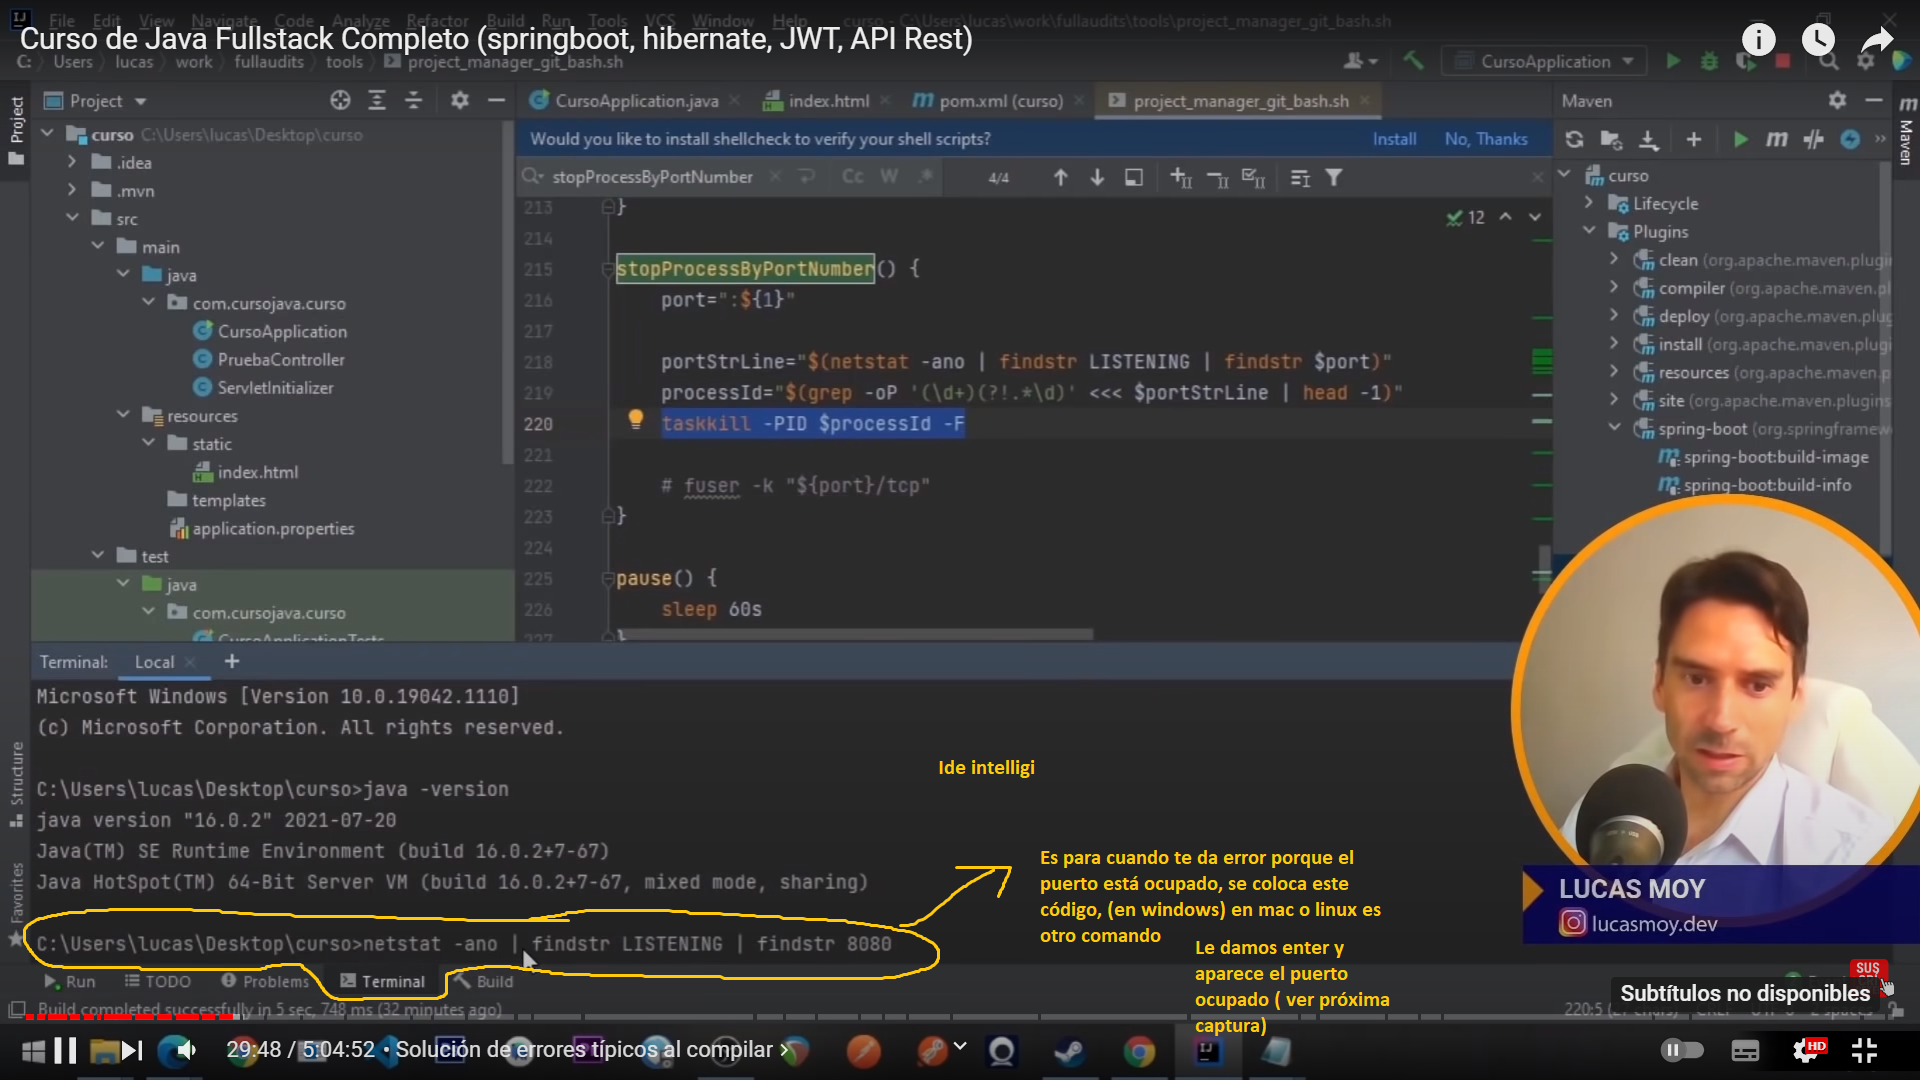 File Edit View Navigate Code Analyze Refactor Build Run Tools VCS Window Help curso - C:\Users\lucas\work\fullaudits\tools\project_manager_git_bash.sh
Curso de Java Fullstack Completo (springboot, hibernate, JWT, API Rest)
C: Users lucas work fullaudits tools project_manager_git_bash.sh
CursoApplication
Project
CursoApplication.java
index.html
pom.xml (curso)
project_manager_git_bash.sh
Maven
Project
Maven
curso C:\Users\lucas\Desktop\curso
.idea
.mvn
src
main
java
com.cursojava.curso
CursoApplication
PruebaController
ServletInitializer
resources
static
index.html
templates
application.properties
test
java
com.cursojava.curso
CursoApplicationTests
Would you like to install shellcheck to verify your shell scripts? Install No, Thanks
stopProcessByPortNumber Cc W .* 4/4
12
213 }
214
215 stopProcessByPortNumber() {
216 port=":${1}"
217
218 portStrLine="$(netstat -ano | findstr LISTENING | findstr $port)"
219 processId="$(grep -oP '(\d+)(?!.*\d)' <<< $portStrLine | head -1)"
220 taskkill -PID $processId -F
221
222 # fuser -k "${port}/tcp"
223 }
224
225 pause() {
226 sleep 60s
227 }
curso
Lifecycle
Plugins
clean (org.apache.maven.plugi
compiler (org.apache.maven.pl
deploy (org.apache.maven.plug
install (org.apache.maven.plugi
resources (org.apache.maven.p
site (org.apache.maven.plugins
spring-boot (org.springframew
spring-boot:build-image
spring-boot:build-info
Terminal: Local +
Microsoft Windows [Version 10.0.19042.1110]
(c) Microsoft Corporation. All rights reserved.
C:\Users\lucas\Desktop\curso>java -version
java version "16.0.2" 2021-07-20
Java(TM) SE Runtime Environment (build 16.0.2+7-67)
Java HotSpot(TM) 64-Bit Server VM (build 16.0.2+7-67, mixed mode, sharing)
C:\Users\lucas\Desktop\curso>netstat -ano | findstr LISTENING | findstr 8080
Structure
Favorites
Ide intelligi
Es para cuando te da error porque el
puerto está ocupado, se coloca este
código, (en windows) en mac o linux es
otro comando
Le damos enter y
aparece el puerto
ocupado ( ver próxima
captura)
LUCAS MOY
lucasmoy.dev
Run TODO Problems Terminal Build
SUS
Subtítulos no disponibles
Build completed successfully in 5 sec, 748 ms (32 minutes ago)
220:5
29:48 / 5:04:52 • Solución de errores típicos al compilar
HD